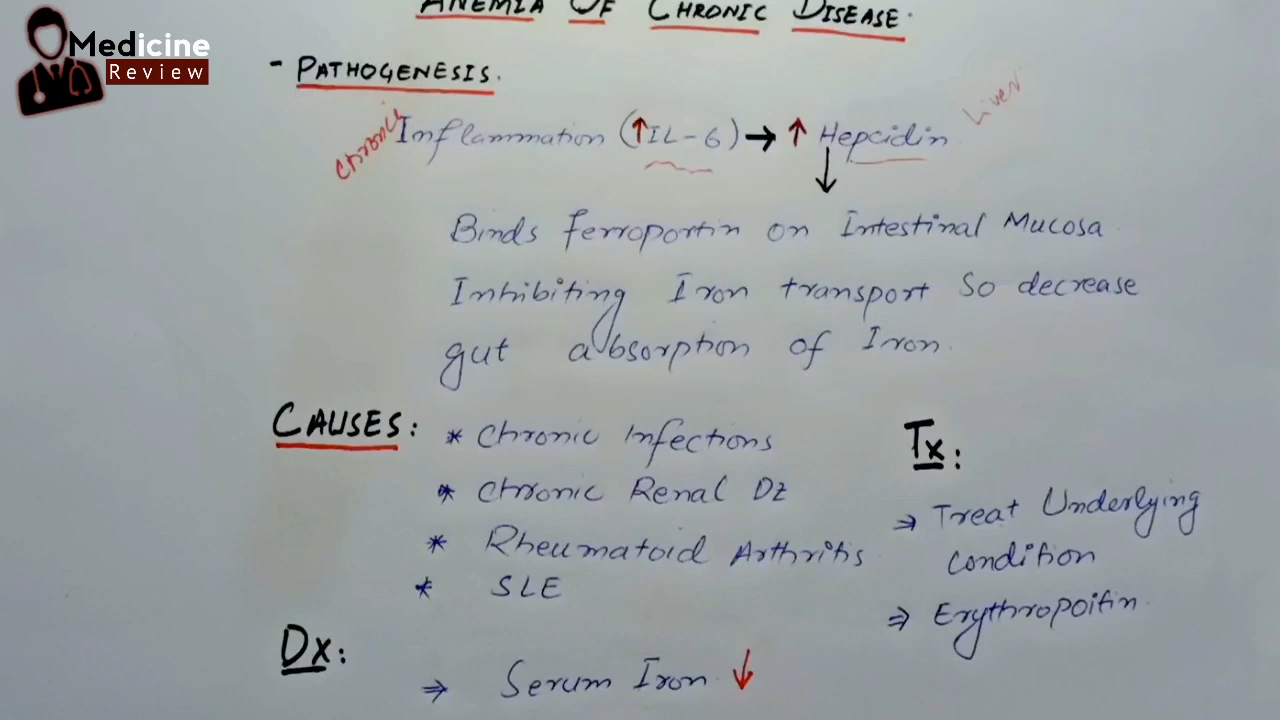 ANEMIA OF CHRONIC DISEASE.
Medicine
Review
- PATHOGENESIS.
Chronic Inflammation (↑IL-6) → ↑ Hepcidin Liver
↓
Binds Ferroportin on Intestinal Mucosa
Inhibiting Iron transport So decrease
gut absorption of Iron.
CAUSES:
* Chronic Infections
* Chronic Renal Dz
* Rheumatoid Arthritis
* SLE
Tx:
⇒ Treat Underlying
condition
⇒ Erythropoitin.
Dx:
⇒ Serum Iron ↓